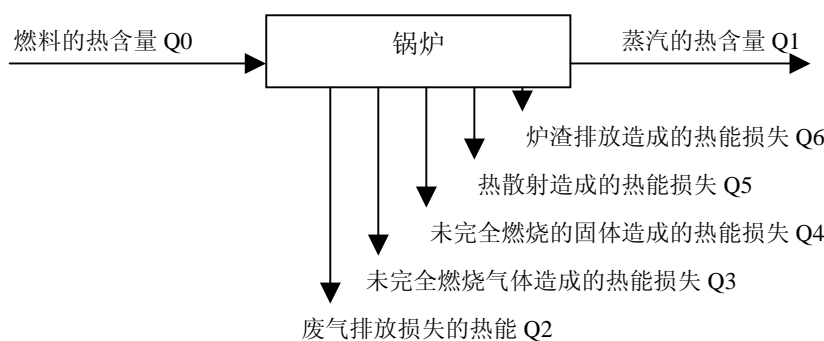 燃料的热含量 Q0
锅炉
蒸汽的热含量 Q1
炉渣排放造成的热能损失 Q6
热散射造成的热能损失 Q5
未完全燃烧的固体造成的热能损失 Q4
未完全燃烧气体造成的热能损失 Q3
废气排放损失的热能 Q2